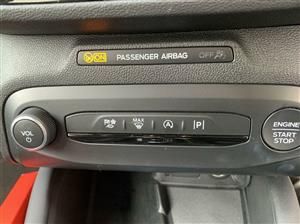 ON PASSENGER AIRBAG OFF
MAX
A
P
VOL
ENGINE
START
STOP